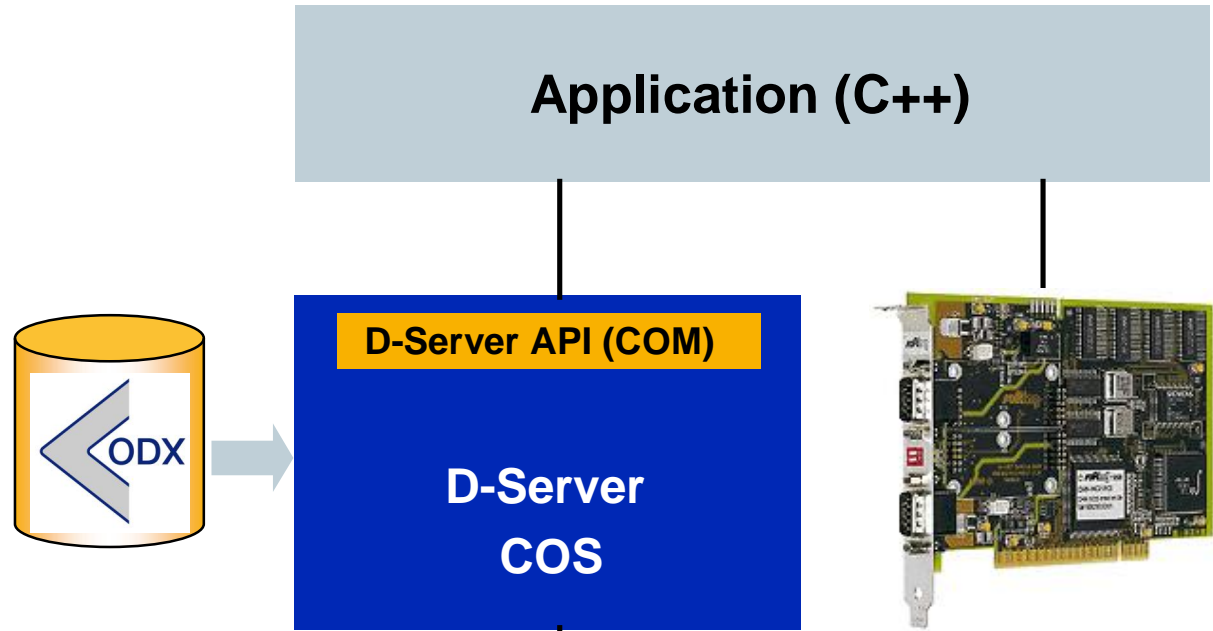 Application (C++)
D-Server API (COM)
ODX
D-Server
COS